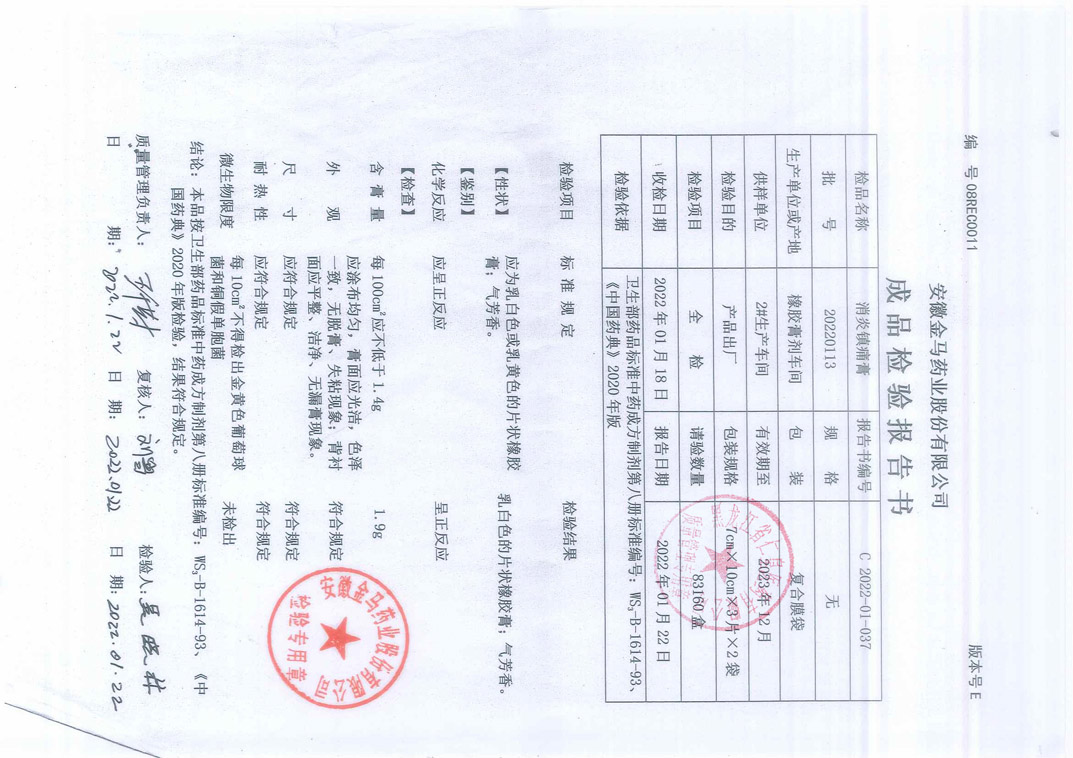 编 号 08REC0011 版本号 E
安徽金马药业股份有限公司
成品检验报告书
检品名称 消炎镇痛膏 报告书编号 C 2022-01-037
批 号 20220113 规 格 无
生产单位或产地 橡胶膏剂车间 包 装 复合膜袋
供样单位 2#生产车间 有效期至 2023年12月
检验目的 产品出厂 包装规格 7cm×10cm×3片×2袋
检验项目 全 检 请验数量 83160盒
收检日期 2022年01月18日 报告日期 2022年01月22日
检验依据 卫生部药品标准中药成方制剂第八册标准编号：WS₃-B-1614-93、
《中国药典》2020年版
检验项目 标 准 规 定 检验结果
【性状】 应为乳白色或乳黄色的片状橡胶 乳白色的片状橡胶膏；气芳香。
膏；气芳香。
【鉴别】
化学反应 应呈正反应 呈正反应
【检查】
含 膏 量 每100cm²应不低于1.4g 1.9g
外 观 应涂布均匀，膏面应光洁，色泽 符合规定
一致，无脱膏、失粘现象；背衬
面应平整、洁净、无漏膏现象。
尺 寸 应符合规定 符合规定
耐 热 性 应符合规定 符合规定
微生物限度 每10cm²不得检出金黄色葡萄球 未检出
菌和铜假单胞菌
结论：本品按卫生部药品标准中药成方制剂第八册标准编号：WS₃-B-1614-93、《中
国药典》2020年版检验，结果符合规定。
质量管理负责人： 复核人： 检验人：吴晓林
日 期：2022.1.22 日 期：2022.01.22 日 期：2022.01.22
安徽金马药业股份有限公司
检验专用章